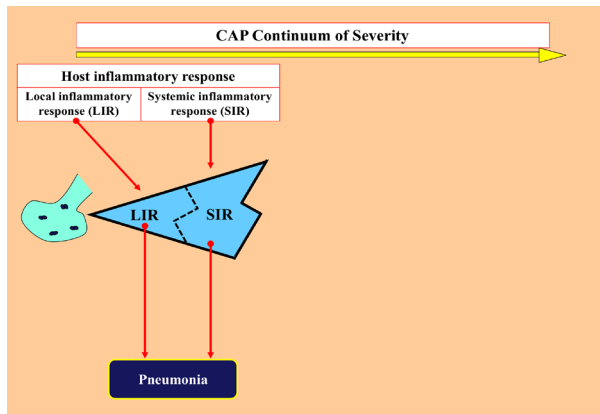 CAP Continuum of Severity
Host inflammatory response
Local inflammatory
response (LIR)
Systemic inflammatory
response (SIR)
LIR
SIR
Pneumonia